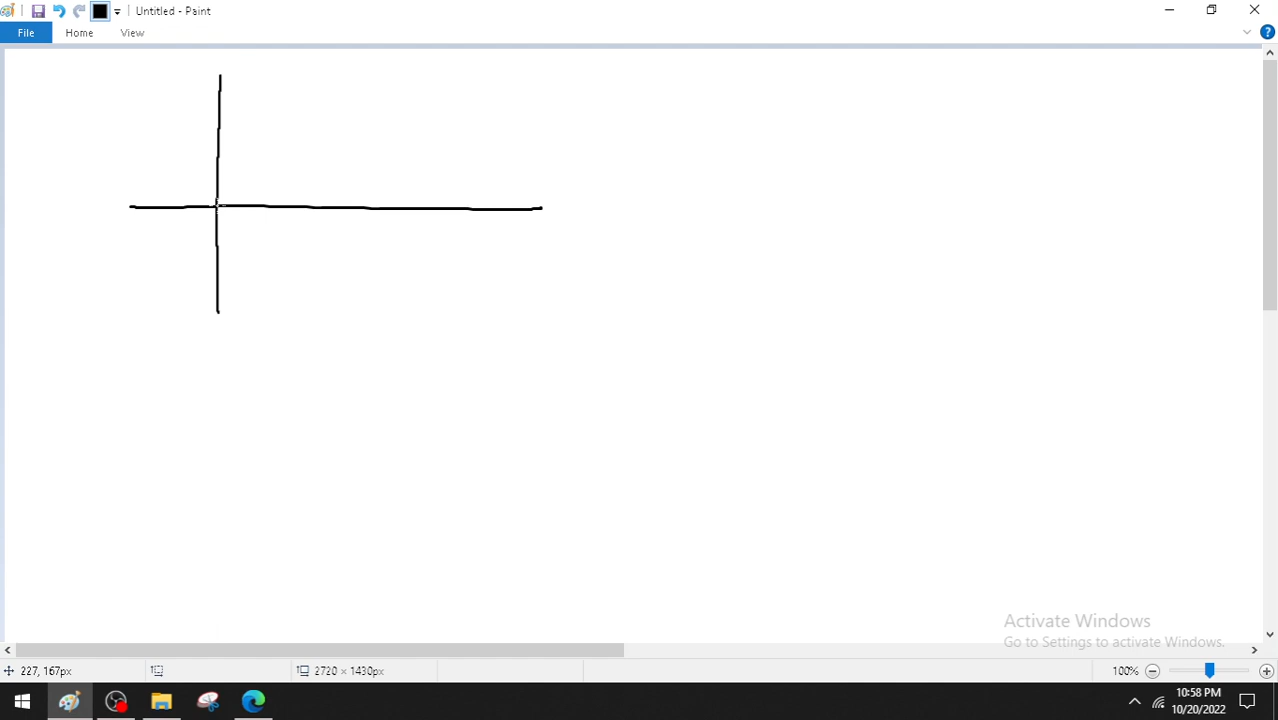 Untitled - Paint
File Home View
Activate Windows
Go to Settings to activate Windows.
227, 167px 2720 × 1430px 100%
10:58 PM
10/20/2022